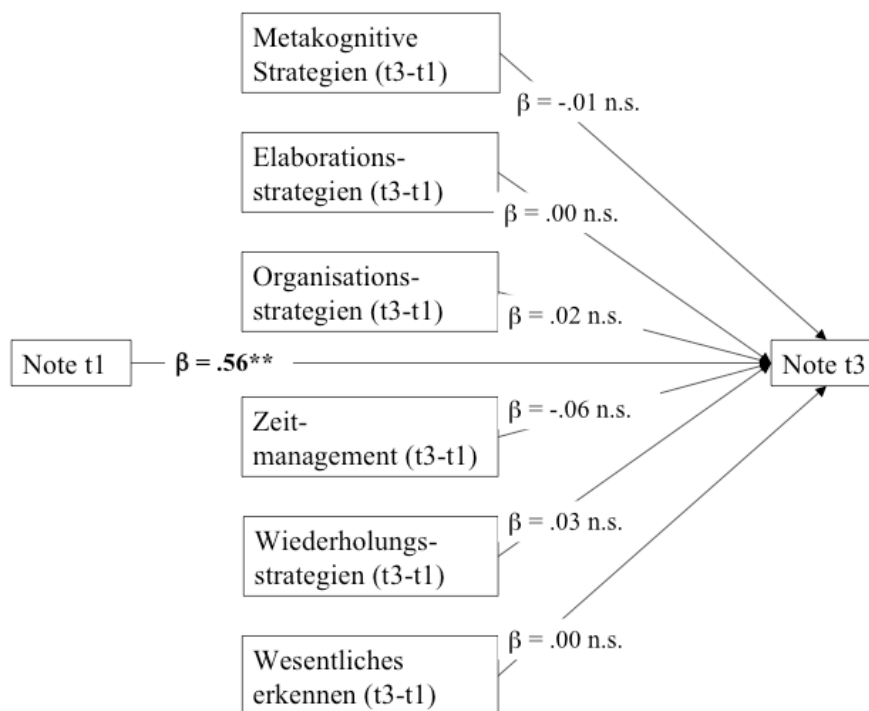 Metakognitive
Strategien (t3-t1)
β = -.01 n.s.
Elaborations-
strategien (t3-t1)
β = .00 n.s.
Organisations-
strategien (t3-t1)
β = .02 n.s.
Note t1
β = .56**
Note t3
Zeit-
management (t3-t1)
β = -.06 n.s.
Wiederholungs-
strategien (t3-t1)
β = .03 n.s.
Wesentliches
erkennen (t3-t1)
β = .00 n.s.